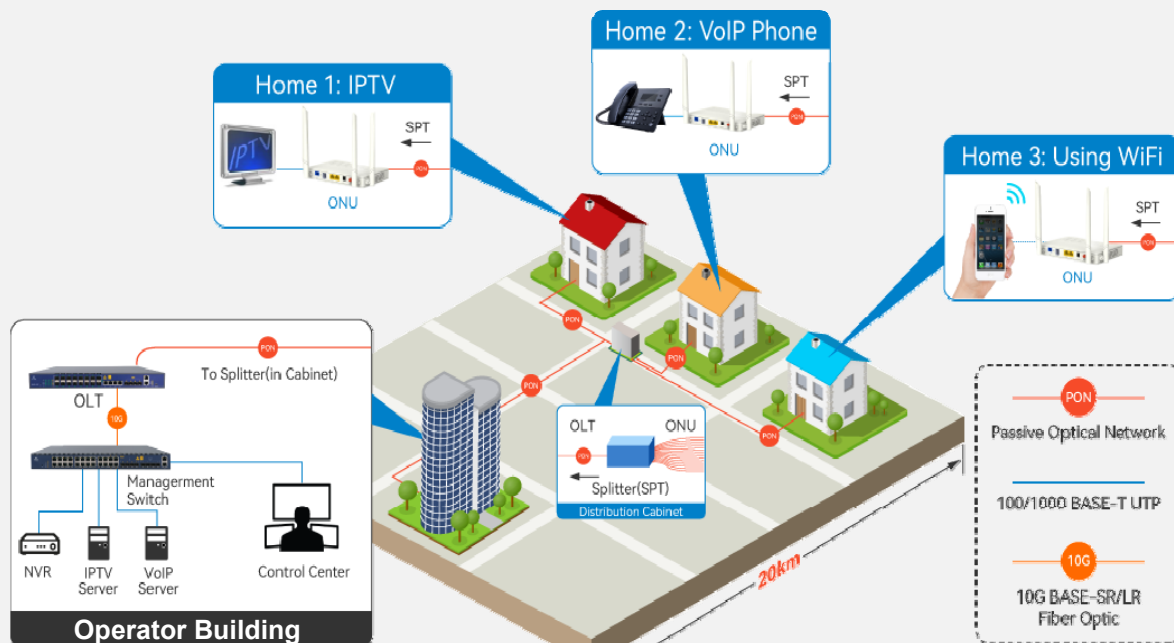 Home 1: IPTV
IPTV
SPT
PON
ONU
Home 2: VoIP Phone
SPT
ONU
Home 3: Using WiFi
SPT
PON
ONU
PON
PON
PON
PON
PON
To Splitter(in Cabinet)
OLT
10G
Management
Switch
NVR
IPTV
Server
VoIP
Server
Control Center
Operator Building
OLT
ONU
PON
Splitter(SPT)
Distribution Cabinet
20km
PON
Passive Optical Network
100/1000 BASE-T UTP
10G
10G BASE-SR/LR
Fiber Optic